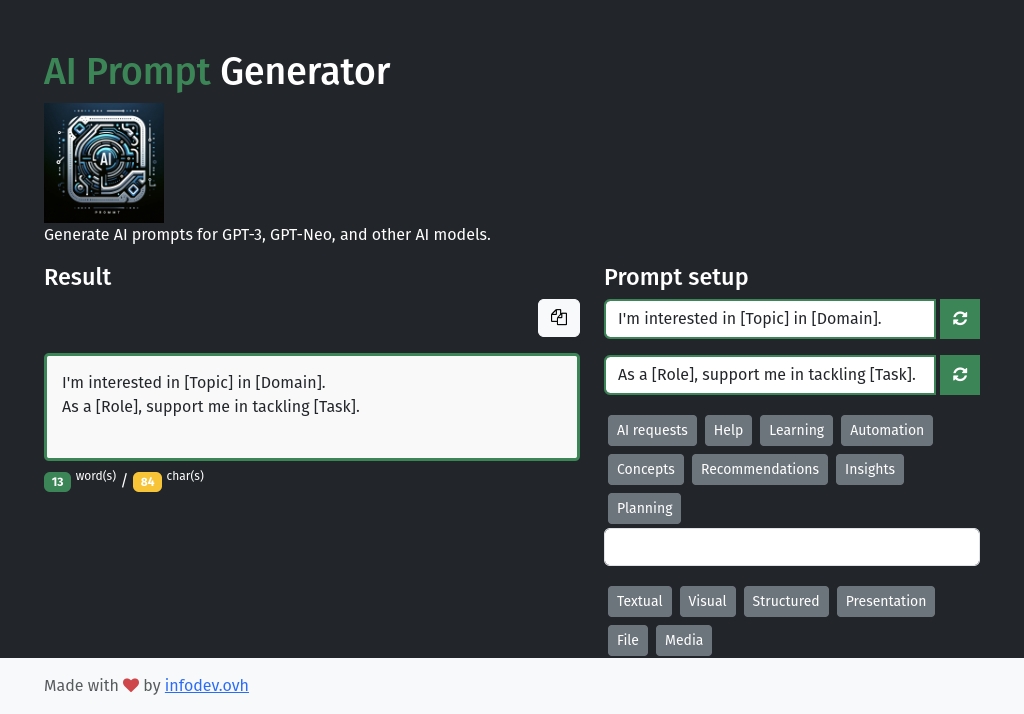 AI Prompt Generator
AI
PROMPT
Generate AI prompts for GPT-3, GPT-Neo, and other AI models.
Result
I'm interested in [Topic] in [Domain].
As a [Role], support me in tackling [Task].
13 word(s) / 84 char(s)
Prompt setup
I'm interested in [Topic] in [Domain].
As a [Role], support me in tackling [Task].
AI requests Help Learning Automation
Concepts Recommendations Insights
Planning
Textual Visual Structured Presentation
File Media
Made with ❤ by infodev.ovh